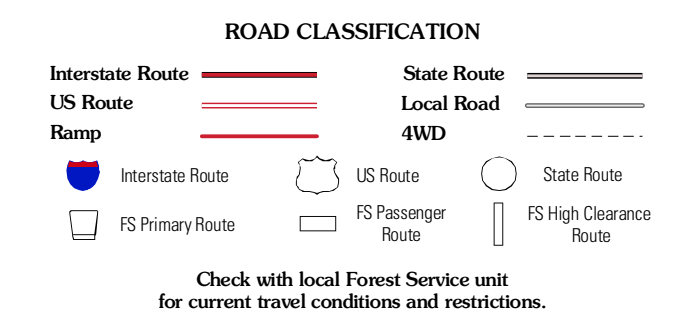 ROAD CLASSIFICATION
Interstate Route
State Route
US Route
Local Road
Ramp
4WD
Interstate Route
US Route
State Route
FS Primary Route
FS Passenger
Route
FS High Clearance
Route
Check with local Forest Service unit
for current travel conditions and restrictions.